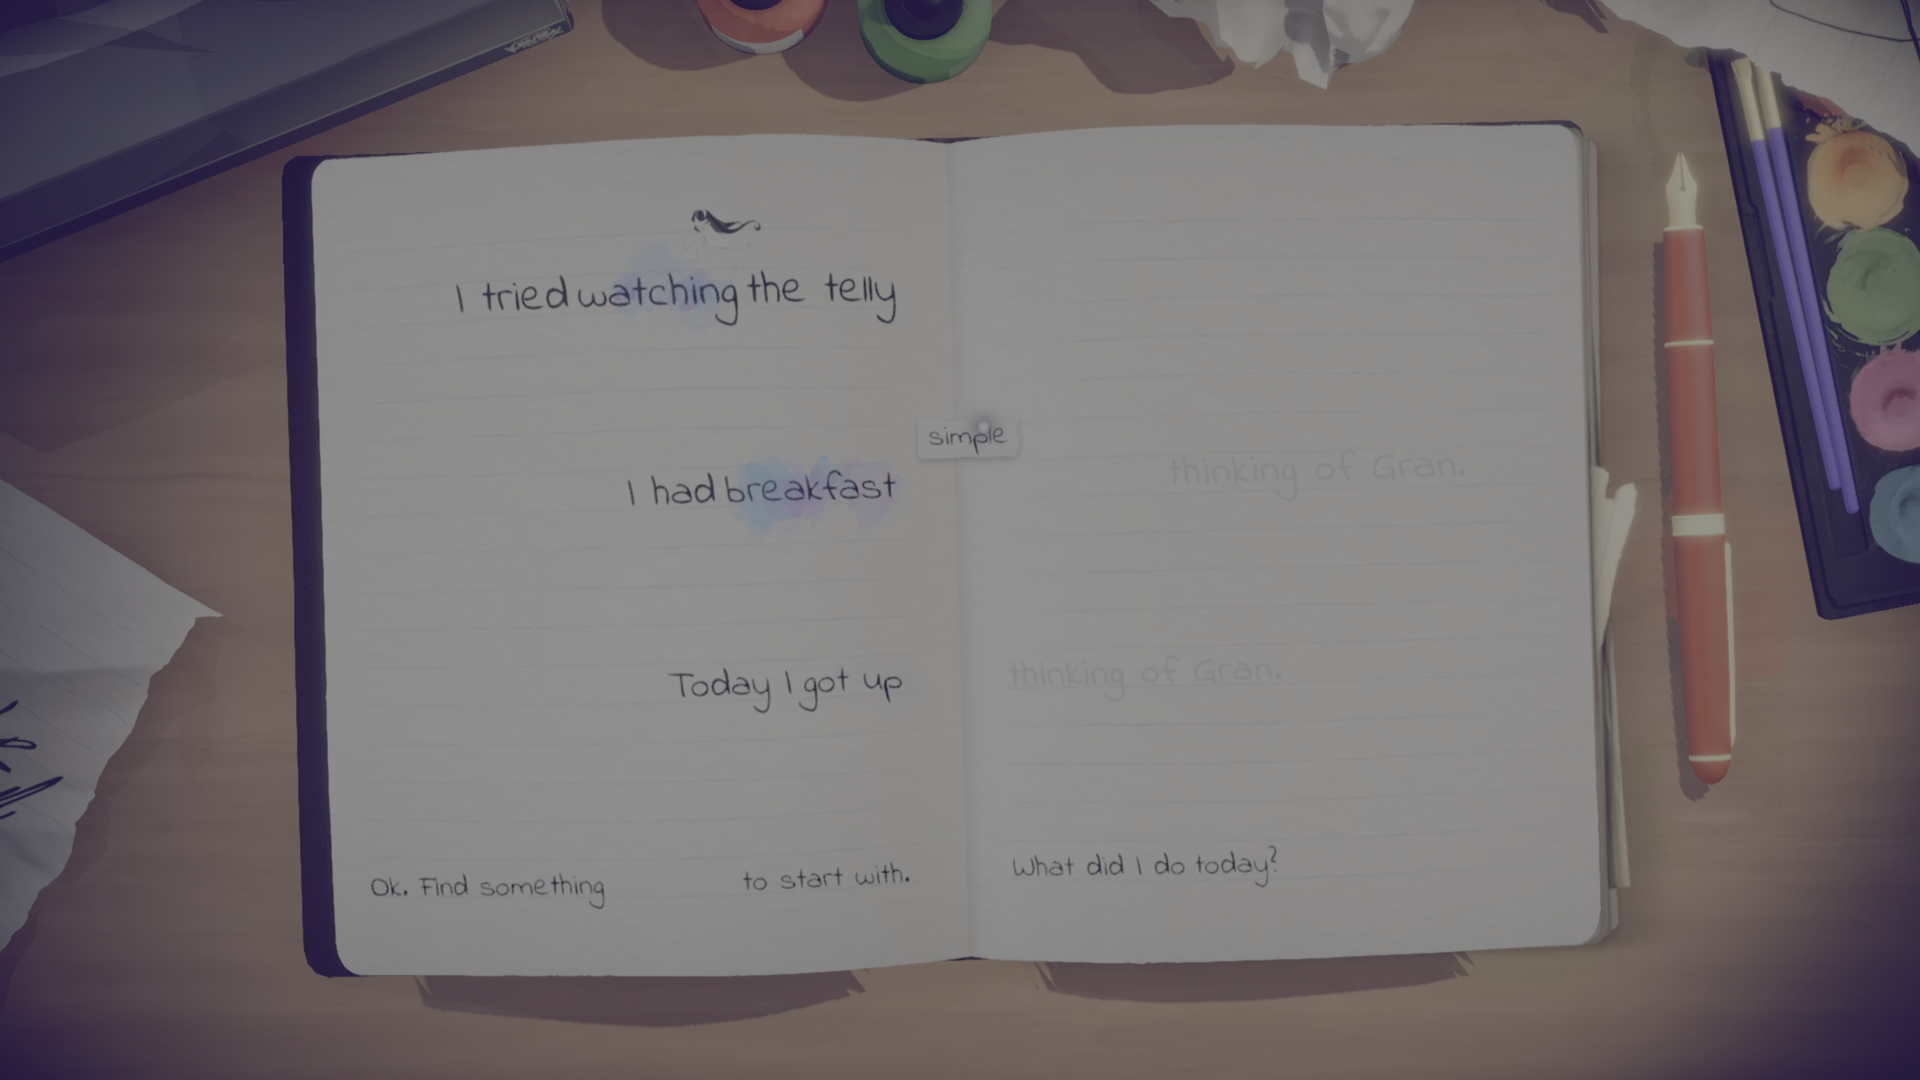 I tried watching the telly
simple
thinking of Gran.
I had breakfast
thinking of Gran.
Today I got up
What did I do today?
Ok. Find something to start with.